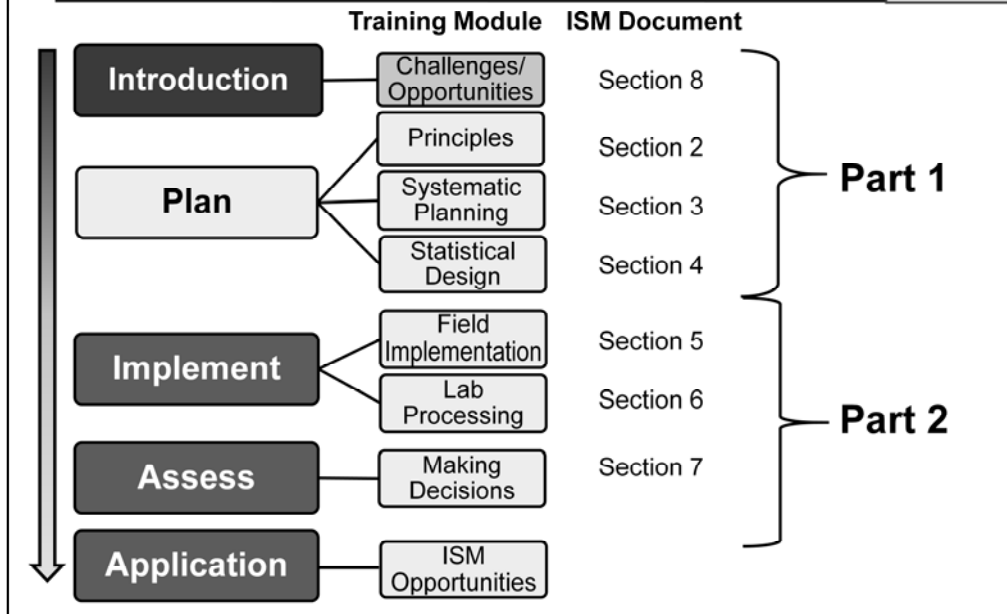 Training Module ISM Document
Introduction
Challenges/
Opportunities
Section 8
Principles
Section 2
Part 1
Plan
Systematic
Planning
Section 3
Statistical
Design
Section 4
Field
Implementation
Section 5
Implement
Lab
Processing
Section 6
Part 2
Assess
Making
Decisions
Section 7
Application
ISM
Opportunities